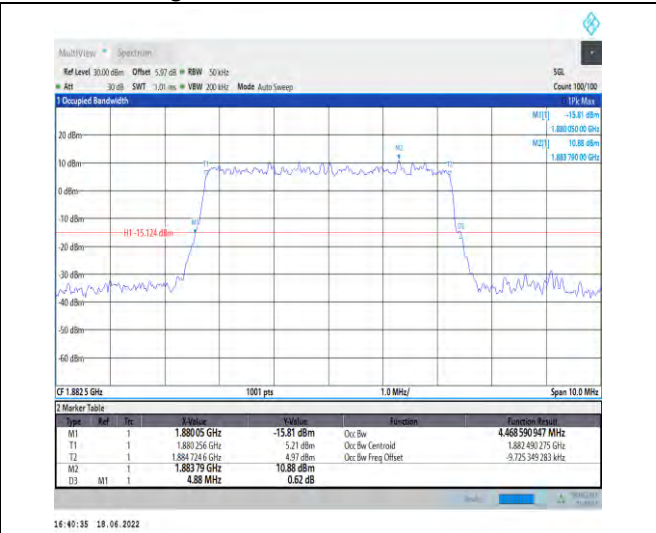 MultiView Spectrum
Ref Level 30.00 dBm Offset 5.97 dB RBW 50 kHz SGL
Att 30 dB SWT 1.01 ms VBW 200 kHz Mode Auto Sweep Count 100/100
1 Occupied Bandwidth 1Pk Max
M1[1] -15.81 dBm
1.880 050 00 GHz
M2[1] 10.88 dBm
1.883 790 00 GHz
20 dBm
M2
10 dBm
T1 T2
0 dBm
-10 dBm
M1 D3
H1 -15.124 dBm
-20 dBm
-30 dBm
-40 dBm
-50 dBm
-60 dBm
CF 1.882 5 GHz 1001 pts 1.0 MHz/ Span 10.0 MHz
2 Marker Table
Type Ref Trc X-Value Y-Value Function Function Result
M1 1 1.880 05 GHz -15.81 dBm Occ Bw 4.468 590 947 MHz
T1 1 1.880 256 GHz 5.21 dBm Occ Bw Centroid 1.882 490 275 GHz
T2 1 1.884 724 6 GHz 4.97 dBm Occ Bw Freq Offset -9.725 349 283 kHz
M2 1 1.883 79 GHz 10.88 dBm
D3 M1 1 4.88 MHz 0.62 dB
16:40:35 18.06.2022